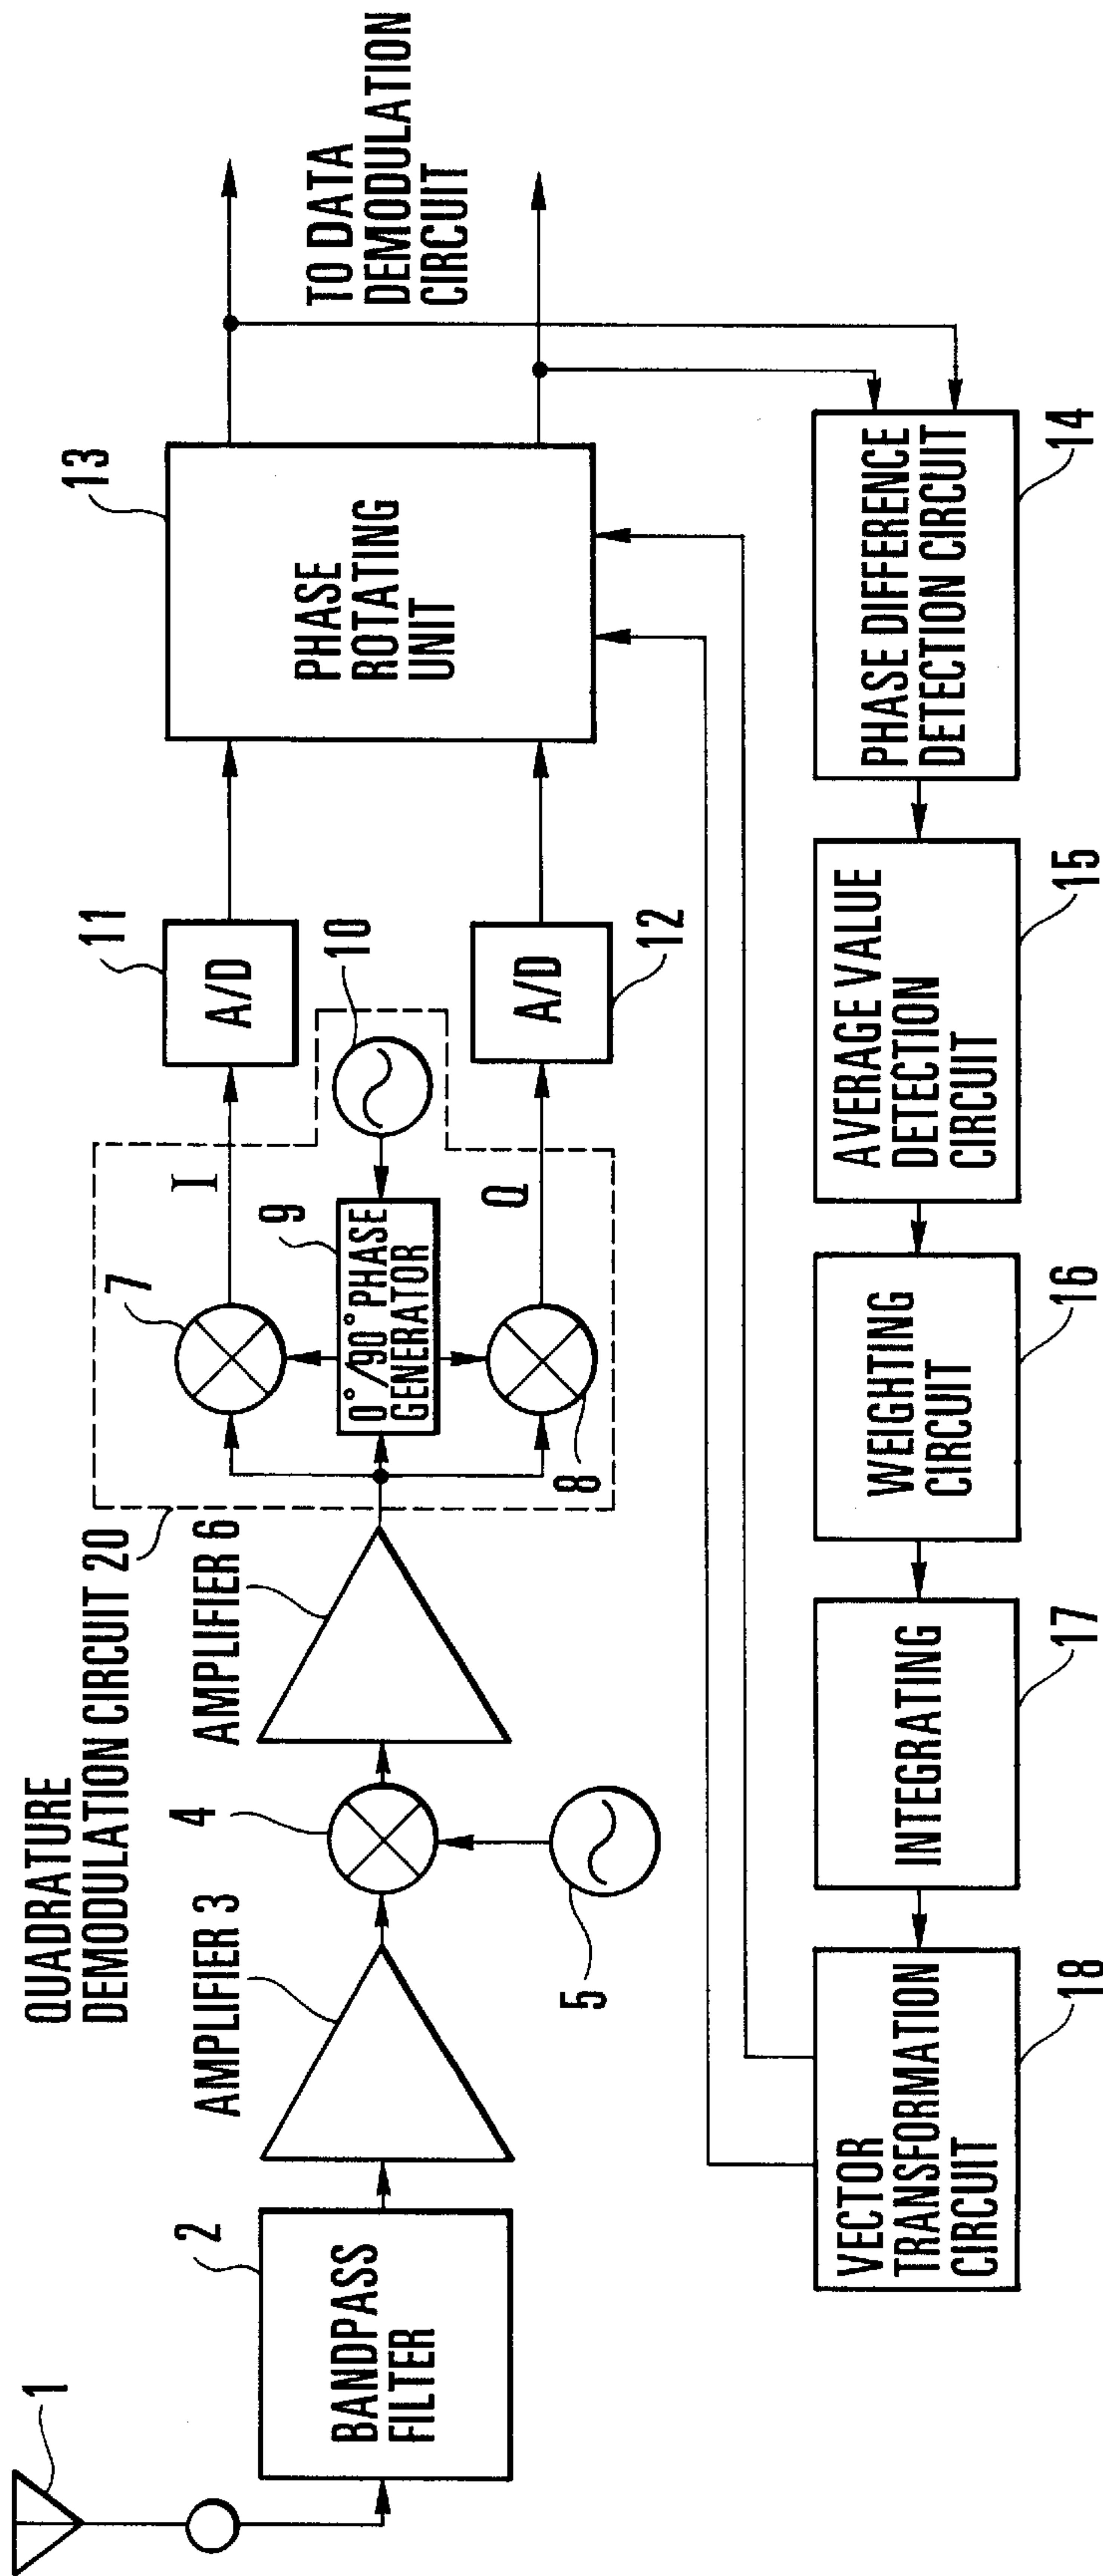 1
2
BANDPASS
FILTER
AMPLIFIER 3
4
5
AMPLIFIER 6
QUADRATURE
DEMODULATION CIRCUIT 20
7
I
8
Q
9
0°/90° PHASE
GENERATOR
10
11
A/D
12
A/D
13
PHASE
ROTATING
UNIT
TO DATA
DEMODULATION
CIRCUIT
PHASE DIFFERENCE
DETECTION CIRCUIT
14
AVERAGE VALUE
DETECTION
CIRCUIT
15
WEIGHTING
CIRCUIT
16
INTEGRATING
17
VECTOR
TRANSFORMATION
CIRCUIT
18